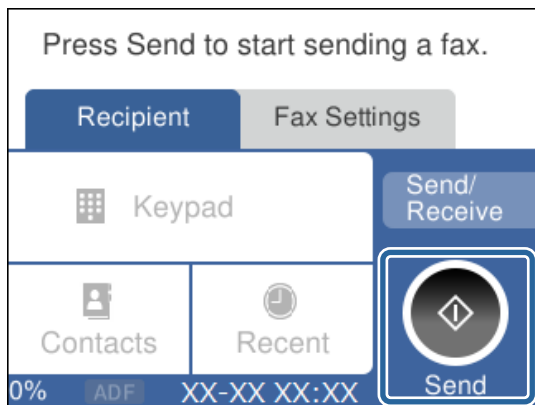 Press Send to start sending a fax.
Recipient
Fax Settings
Keypad
Send/
Receive
Contacts
Recent
Send
0%
ADF
XX-XX XX:XX